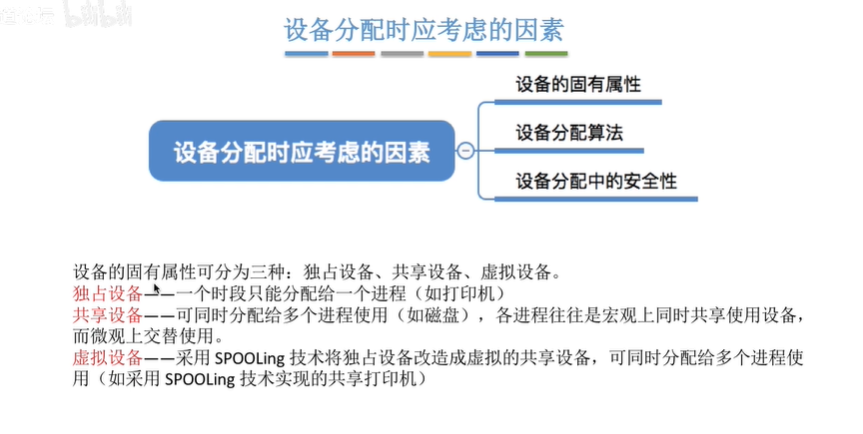 bilibili
设备分配时应考虑的因素
设备的固有属性
设备分配时应考虑的因素
设备分配算法
设备分配中的安全性
设备的固有属性可分为三种：独占设备、共享设备、虚拟设备。
独占设备——一个时段只能分配给一个进程（如打印机）
共享设备——可同时分配给多个进程使用（如磁盘），各进程往往是宏观上同时共享使用设备，
而微观上交替使用。
虚拟设备——采用 SPOOLing 技术将独占设备改造成虚拟的共享设备，可同时分配给多个进程使
用（如采用 SPOOLing 技术实现的共享打印机）